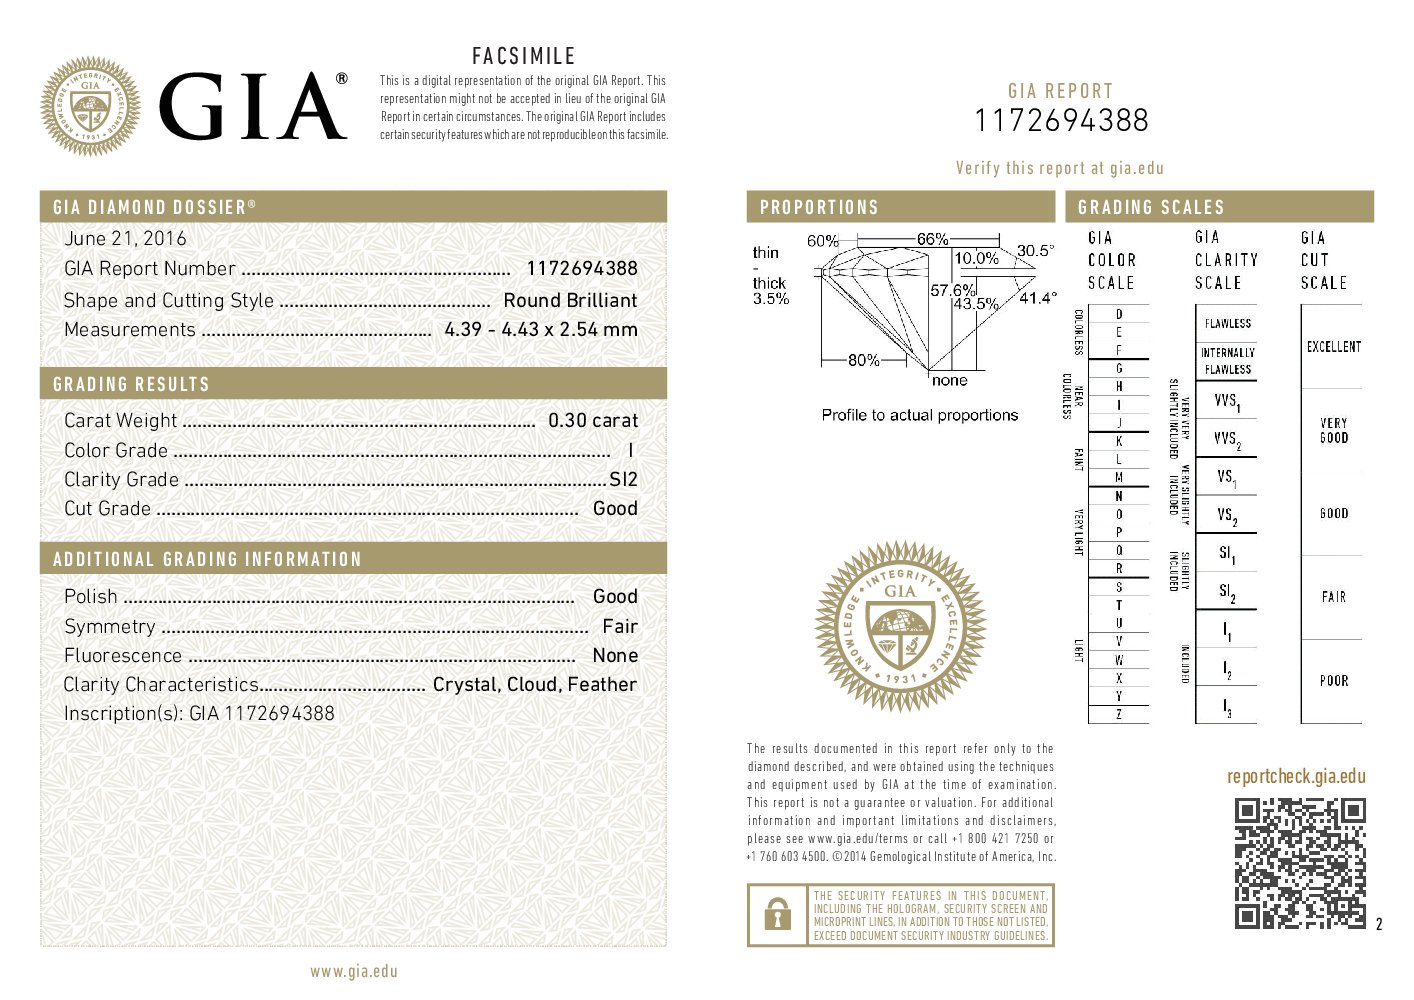 FACSIMILE
This is a digital representation of the original GIA Report. This
representation might not be accepted in lieu of the original GIA
Report in certain circumstances. The original GIA Report includes
certain security features which are not reproducible on this facsimile.
KNOWLEDGE • INTEGRITY • EXCELLENCE
GIA
• 1931 •
GIA®
GIA DIAMOND DOSSIER®
June 21, 2016
GIA Report Number ...................................................... 1172694388
Shape and Cutting Style .......................................... Round Brilliant
Measurements .............................................. 4.39 - 4.43 x 2.54 mm
GRADING RESULTS
Carat Weight ....................................................................... 0.30 carat
Color Grade ........................................................................................ I
Clarity Grade ..................................................................................... SI2
Cut Grade ..................................................................................... Good
ADDITIONAL GRADING INFORMATION
Polish ........................................................................................... Good
Symmetry ...................................................................................... Fair
Fluorescence .............................................................................. None
Clarity Characteristics.................................. Crystal, Cloud, Feather
Inscription(s): GIA 1172694388
www.gia.edu
GIA REPORT
1172694388
Verify this report at gia.edu
PROPORTIONS
60%
66%
30.5°
thin
-
thick
3.5%
10.0%
57.6%
43.5%
41.4°
80%
none
Profile to actual proportions
KNOWLEDGE • INTEGRITY • EXCELLENCE
GIA
• 1931 •
The results documented in this report refer only to the
diamond described, and were obtained using the techniques
and equipment used by GIA at the time of examination.
This report is not a guarantee or valuation. For additional
information and important limitations and disclaimers,
please see www.gia.edu/terms or call +1 800 421 7250 or
+1 760 603 4500. ©2014 Gemological Institute of America, Inc.
THE SECURITY FEATURES IN THIS DOCUMENT,
INCLUDING THE HOLOGRAM, SECURITY SCREEN AND
MICROPRINT LINES, IN ADDITION TO THOSE NOT LISTED,
EXCEED DOCUMENT SECURITY INDUSTRY GUIDELINES.
GRADING SCALES
GIA
COLOR
SCALE
COLORLESS
D
E
F
NEAR
COLORLESS
G
H
I
J
FAINT
K
L
M
VERY LIGHT
N
O
P
Q
R
LIGHT
S
T
U
V
W
X
Y
Z
GIA
CLARITY
SCALE
FLAWLESS
INTERNALLY
FLAWLESS
VERY VERY
SLIGHTLY INCLUDED
VVS1
VVS2
VERY SLIGHTLY
INCLUDED
VS1
VS2
SLIGHTLY
INCLUDED
SI1
SI2
INCLUDED
I1
I2
I3
GIA
CUT
SCALE
EXCELLENT
VERY
GOOD
GOOD
FAIR
POOR
reportcheck.gia.edu
2